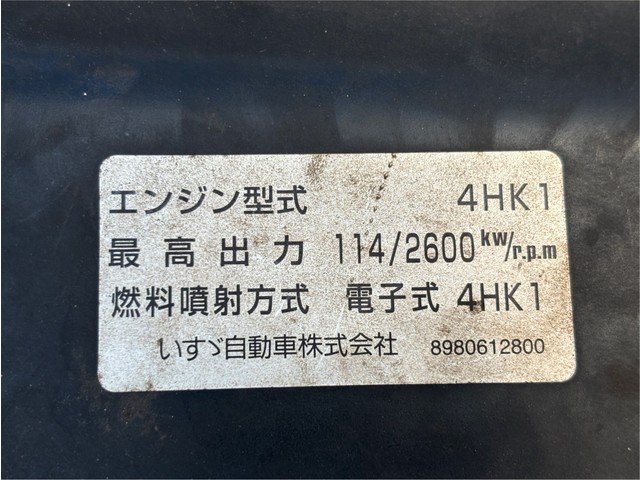 エンジン型式 4HK1
最高出力 114/2600 kw/r.p.m
燃料噴射方式 電子式 4HK1
いすゞ自動車株式会社 8980612800